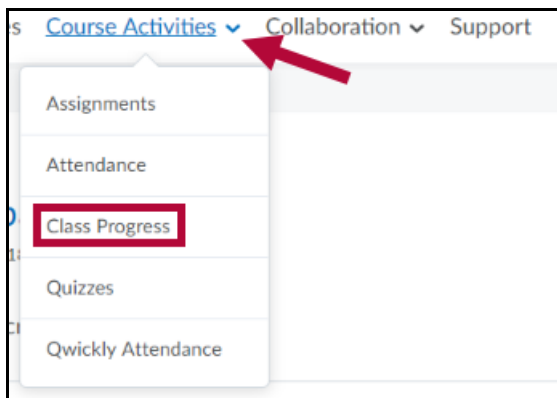 Course Activities Collaboration Support
Assignments
Attendance
Class Progress
Quizzes
Qwickly Attendance